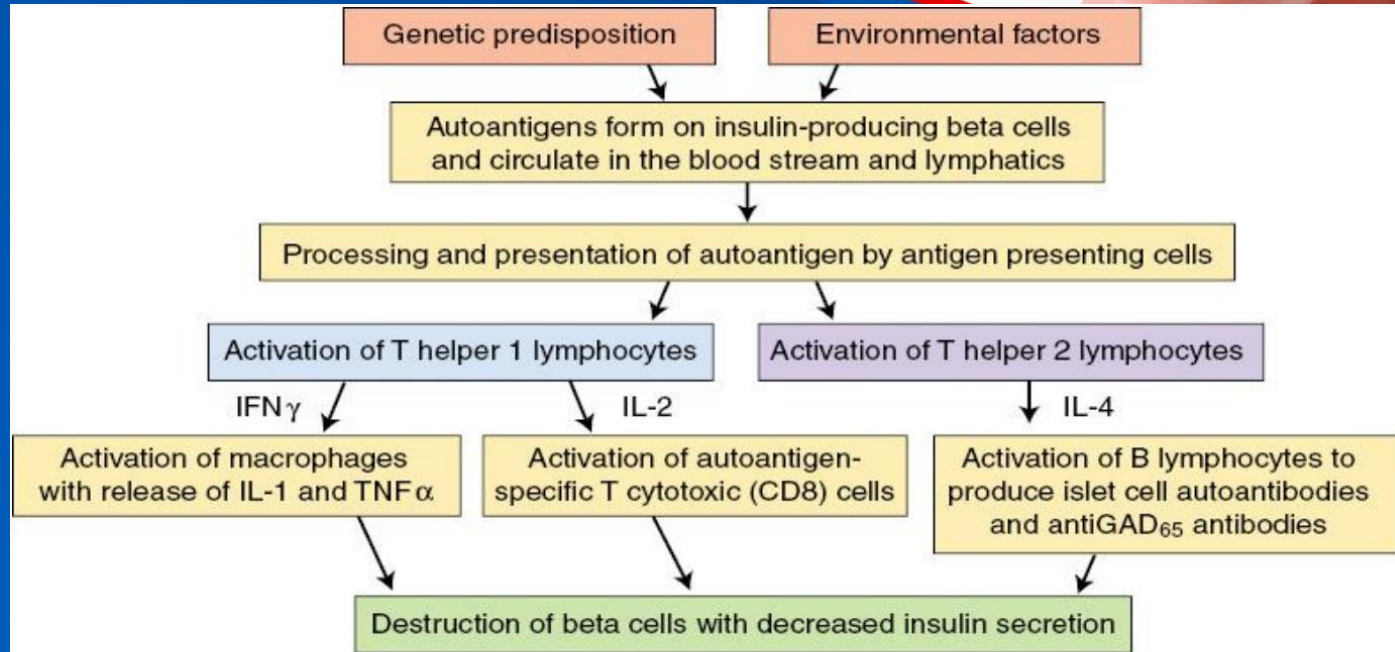 Genetic predisposition
Environmental factors
Autoantigens form on insulin-producing beta cells
and circulate in the blood stream and lymphatics
Processing and presentation of autoantigen by antigen presenting cells
Activation of T helper 1 lymphocytes
Activation of T helper 2 lymphocytes
IFNγ
IL-2
IL-4
Activation of macrophages
with release of IL-1 and TNFα
Activation of autoantigen-
specific T cytotoxic (CD8) cells
Activation of B lymphocytes to
produce islet cell autoantibodies
and antiGAD₆₅ antibodies
Destruction of beta cells with decreased insulin secretion